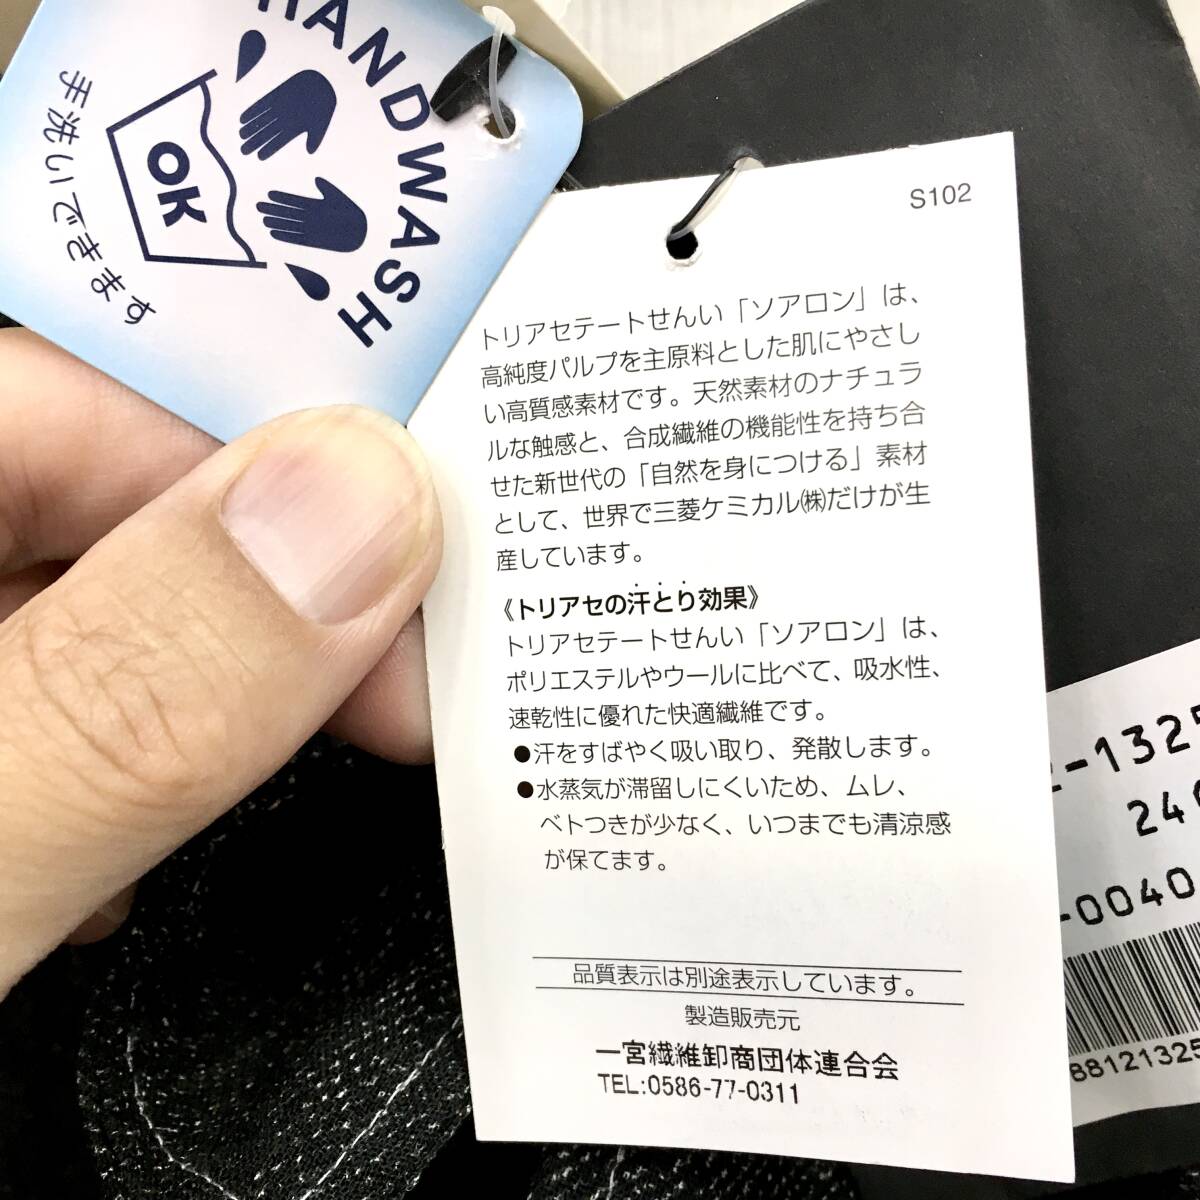 HANDWASH
OK
手洗いできます
S102
トリアセテートせんい「ソアロン」は、
高純度パルプを主原料とした肌にやさし
い高質感素材です。天然素材のナチュラ
ルな触感と、合成繊維の機能性を持ち合
せた新世代の「自然を身につける」素材
として、世界で三菱ケミカル㈱だけが生
産しています。
《トリアセの汗とり効果》
トリアセテートせんい「ソアロン」は、
ポリエステルやウールに比べて、吸水性、
速乾性に優れた快適繊維です。
●汗をすばやく吸い取り、発散します。
●水蒸気が滞留しにくいため、ムレ、
ベトつきが少なく、いつまでも清涼感
が保てます。
品質表示は別途表示しています。
製造販売元
一宮繊維卸商団体連合会
TEL:0586-77-0311
-1325
240
-0040
88121325